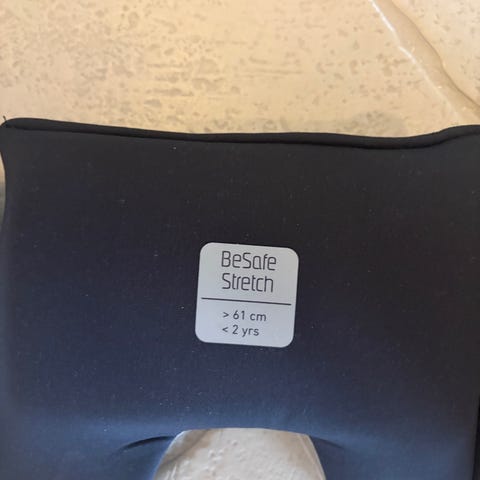 BeSafe
Stretch
> 61 cm
< 2 yrs